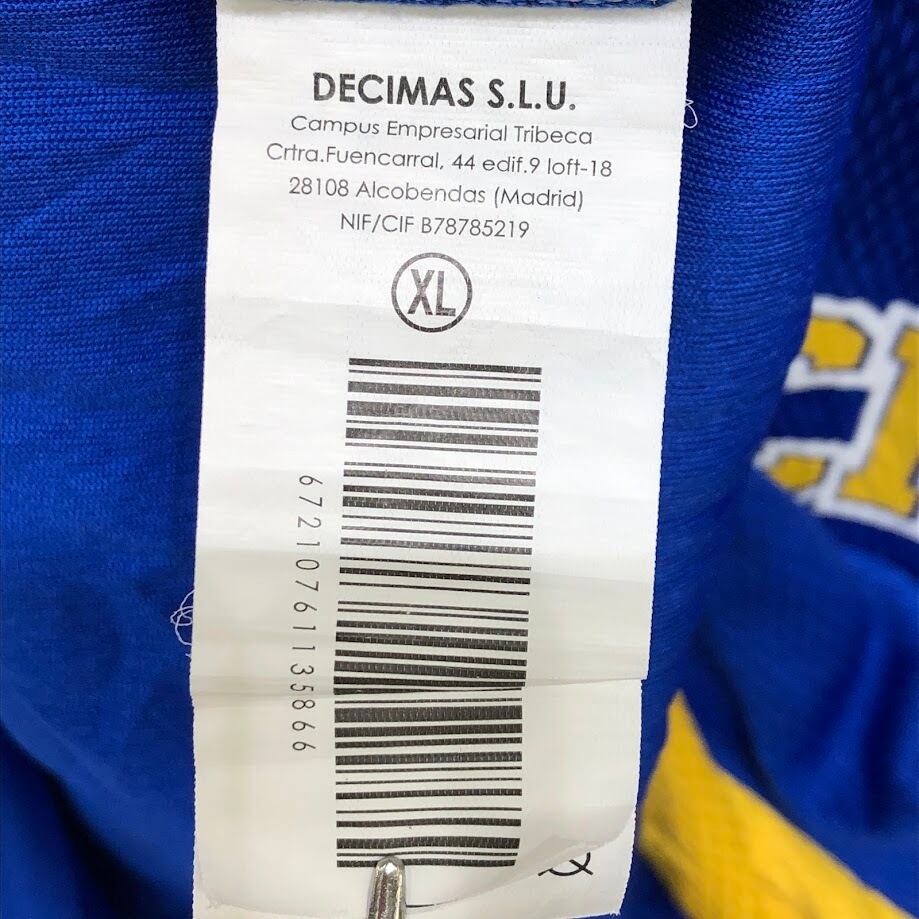 DECIMAS S.L.U.
Campus Empresarial Tribeca
Crtra.Fuencarral, 44 edif.9 loft-18
28108 Alcobendas (Madrid)
NIF/CIF B78785219
XL
6721076113586​6